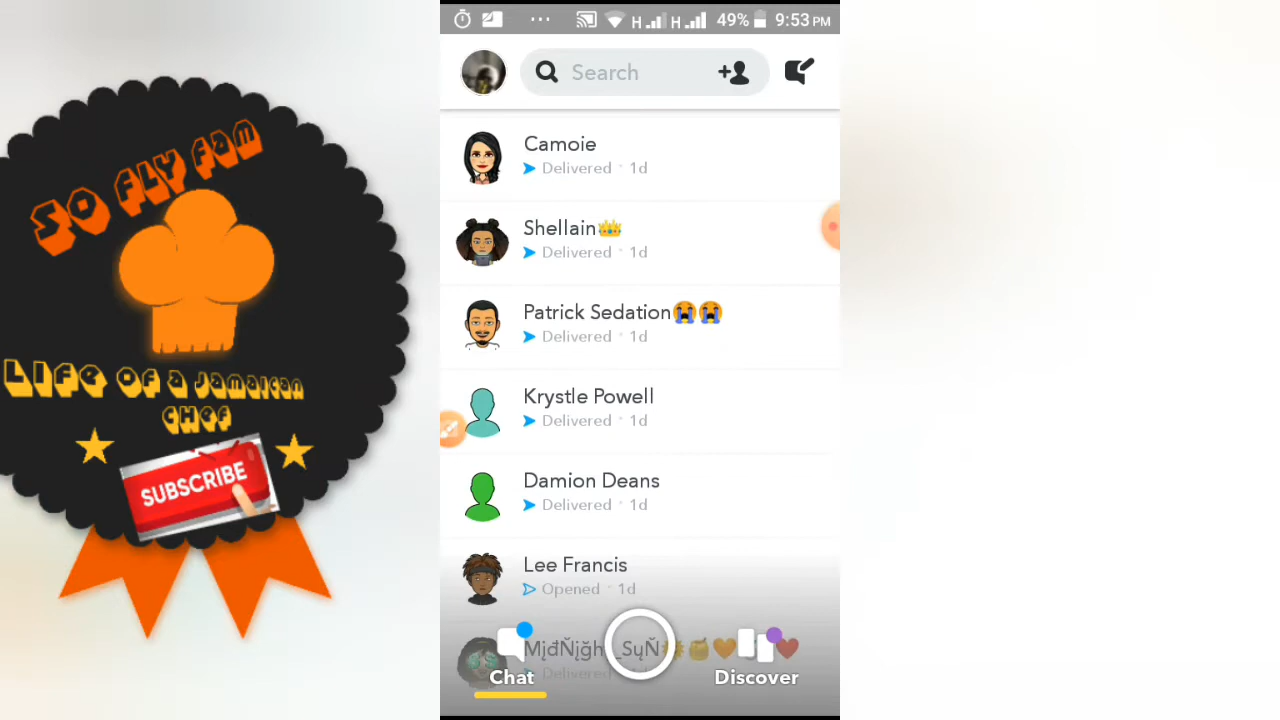 SO FLY FAM
LIFE OF A JAMAICAN
CHEF
SUBSCRIBE
... H H 49% 9:53 PM
Search
Camoie
Delivered · 1d
Shellain👑
Delivered · 1d
Patrick Sedation😭😭
Delivered · 1d
Krystle Powell
Delivered · 1d
Damion Deans
Delivered · 1d
Lee Francis
Opened · 1d
Delivered
Chat
Discover